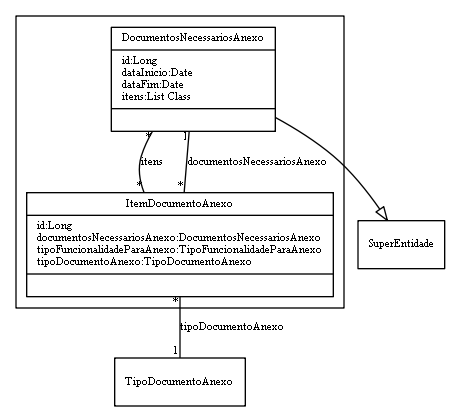 DocumentosNecessariosAnexo
id:Long
dataInicio:Date
dataFim:Date
itens:List Class
* 1
itens documentosNecessariosAnexo
* *
ItemDocumentoAnexo
id:Long
documentosNecessariosAnexo:DocumentosNecessariosAnexo
tipoFuncionalidadeParaAnexo:TipoFuncionalidadeParaAnexo
tipoDocumentoAnexo:TipoDocumentoAnexo
SuperEntidade
*
tipoDocumentoAnexo
1
TipoDocumentoAnexo